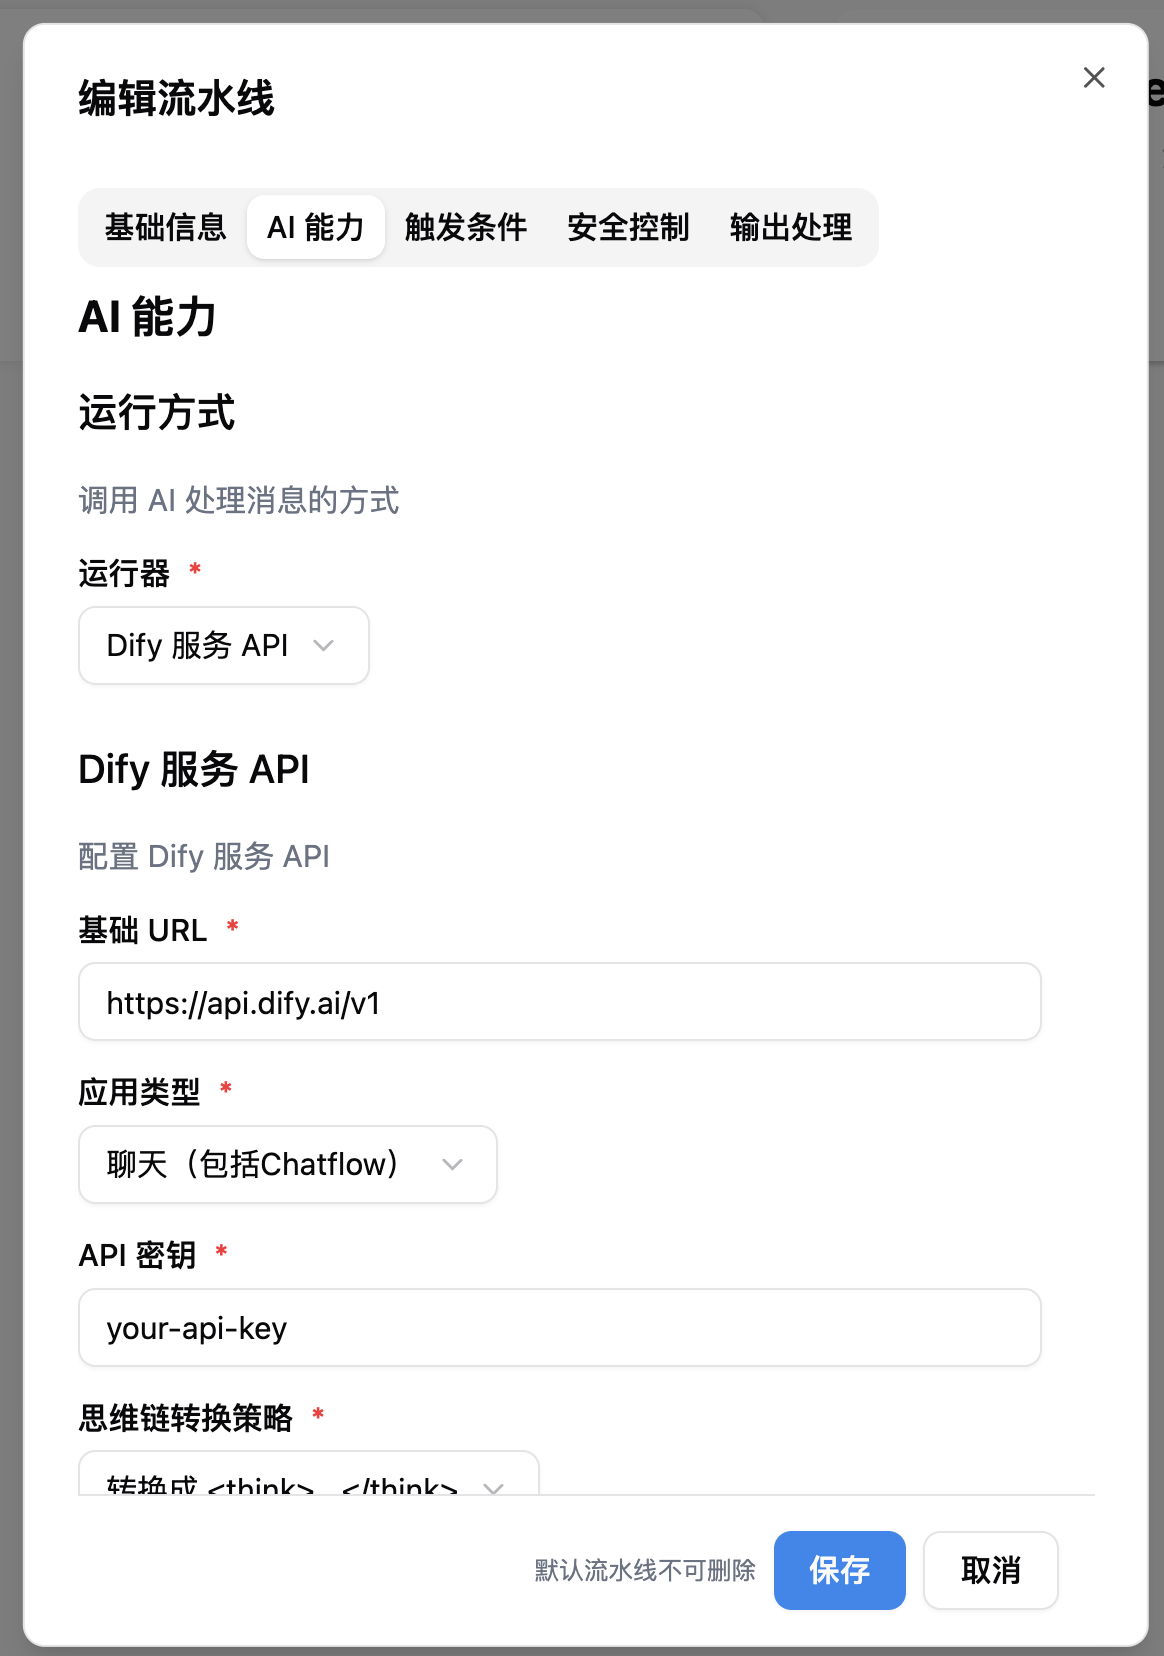 编辑流水线
基础信息 AI 能力 触发条件 安全控制 输出处理
AI 能力
运行方式
调用 AI 处理消息的方式
运行器 *
Dify 服务 API
Dify 服务 API
配置 Dify 服务 API
基础 URL *
https://api.dify.ai/v1
应用类型 *
聊天（包括Chatflow）
API 密钥 *
your-api-key
思维链转换策略 *
转换成 <think>...</think>
默认流水线不可删除 保存 取消